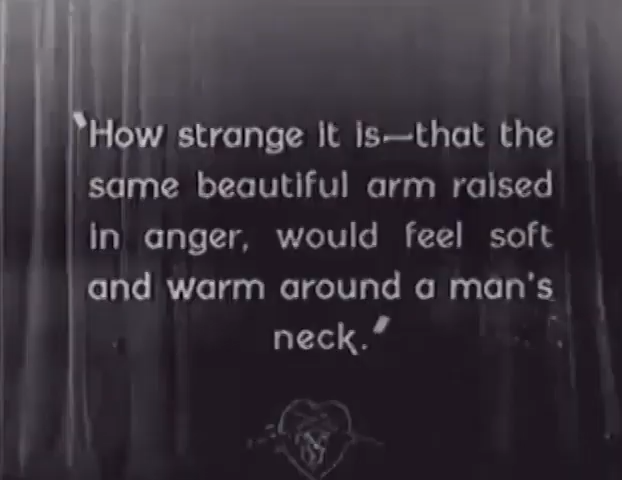 "How strange it is—that the
same beautiful arm raised
in anger, would feel soft
and warm around a man's
neck."